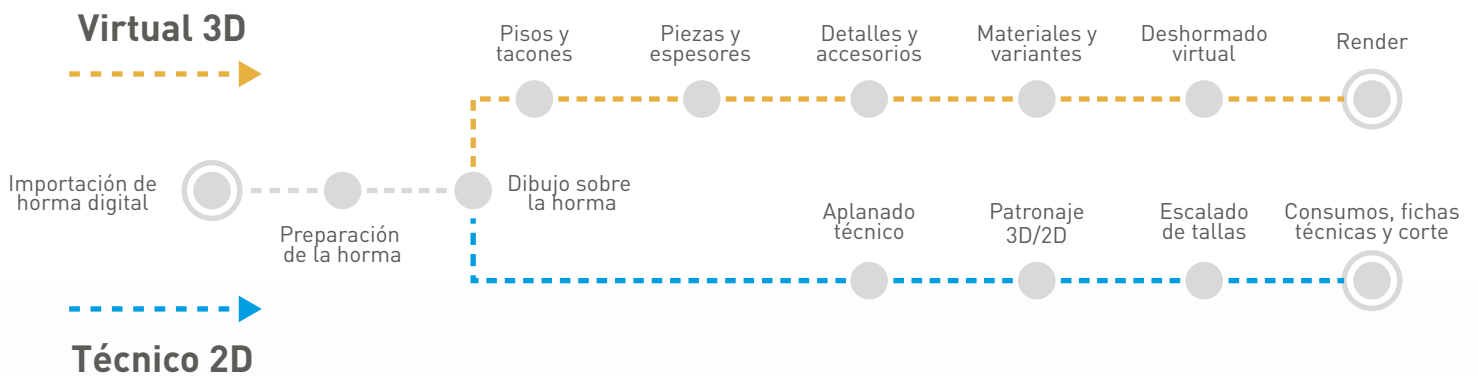 Virtual 3D
Pisos y
tacones
Piezas y
espesores
Detalles y
accesorios
Materiales y
variantes
Deshormado
virtual
Render
Importación de
horma digital
Preparación
de la horma
Dibujo sobre
la horma
Aplanado
técnico
Patronaje
3D/2D
Escalado
de tallas
Consumos, fichas
técnicas y corte
Técnico 2D